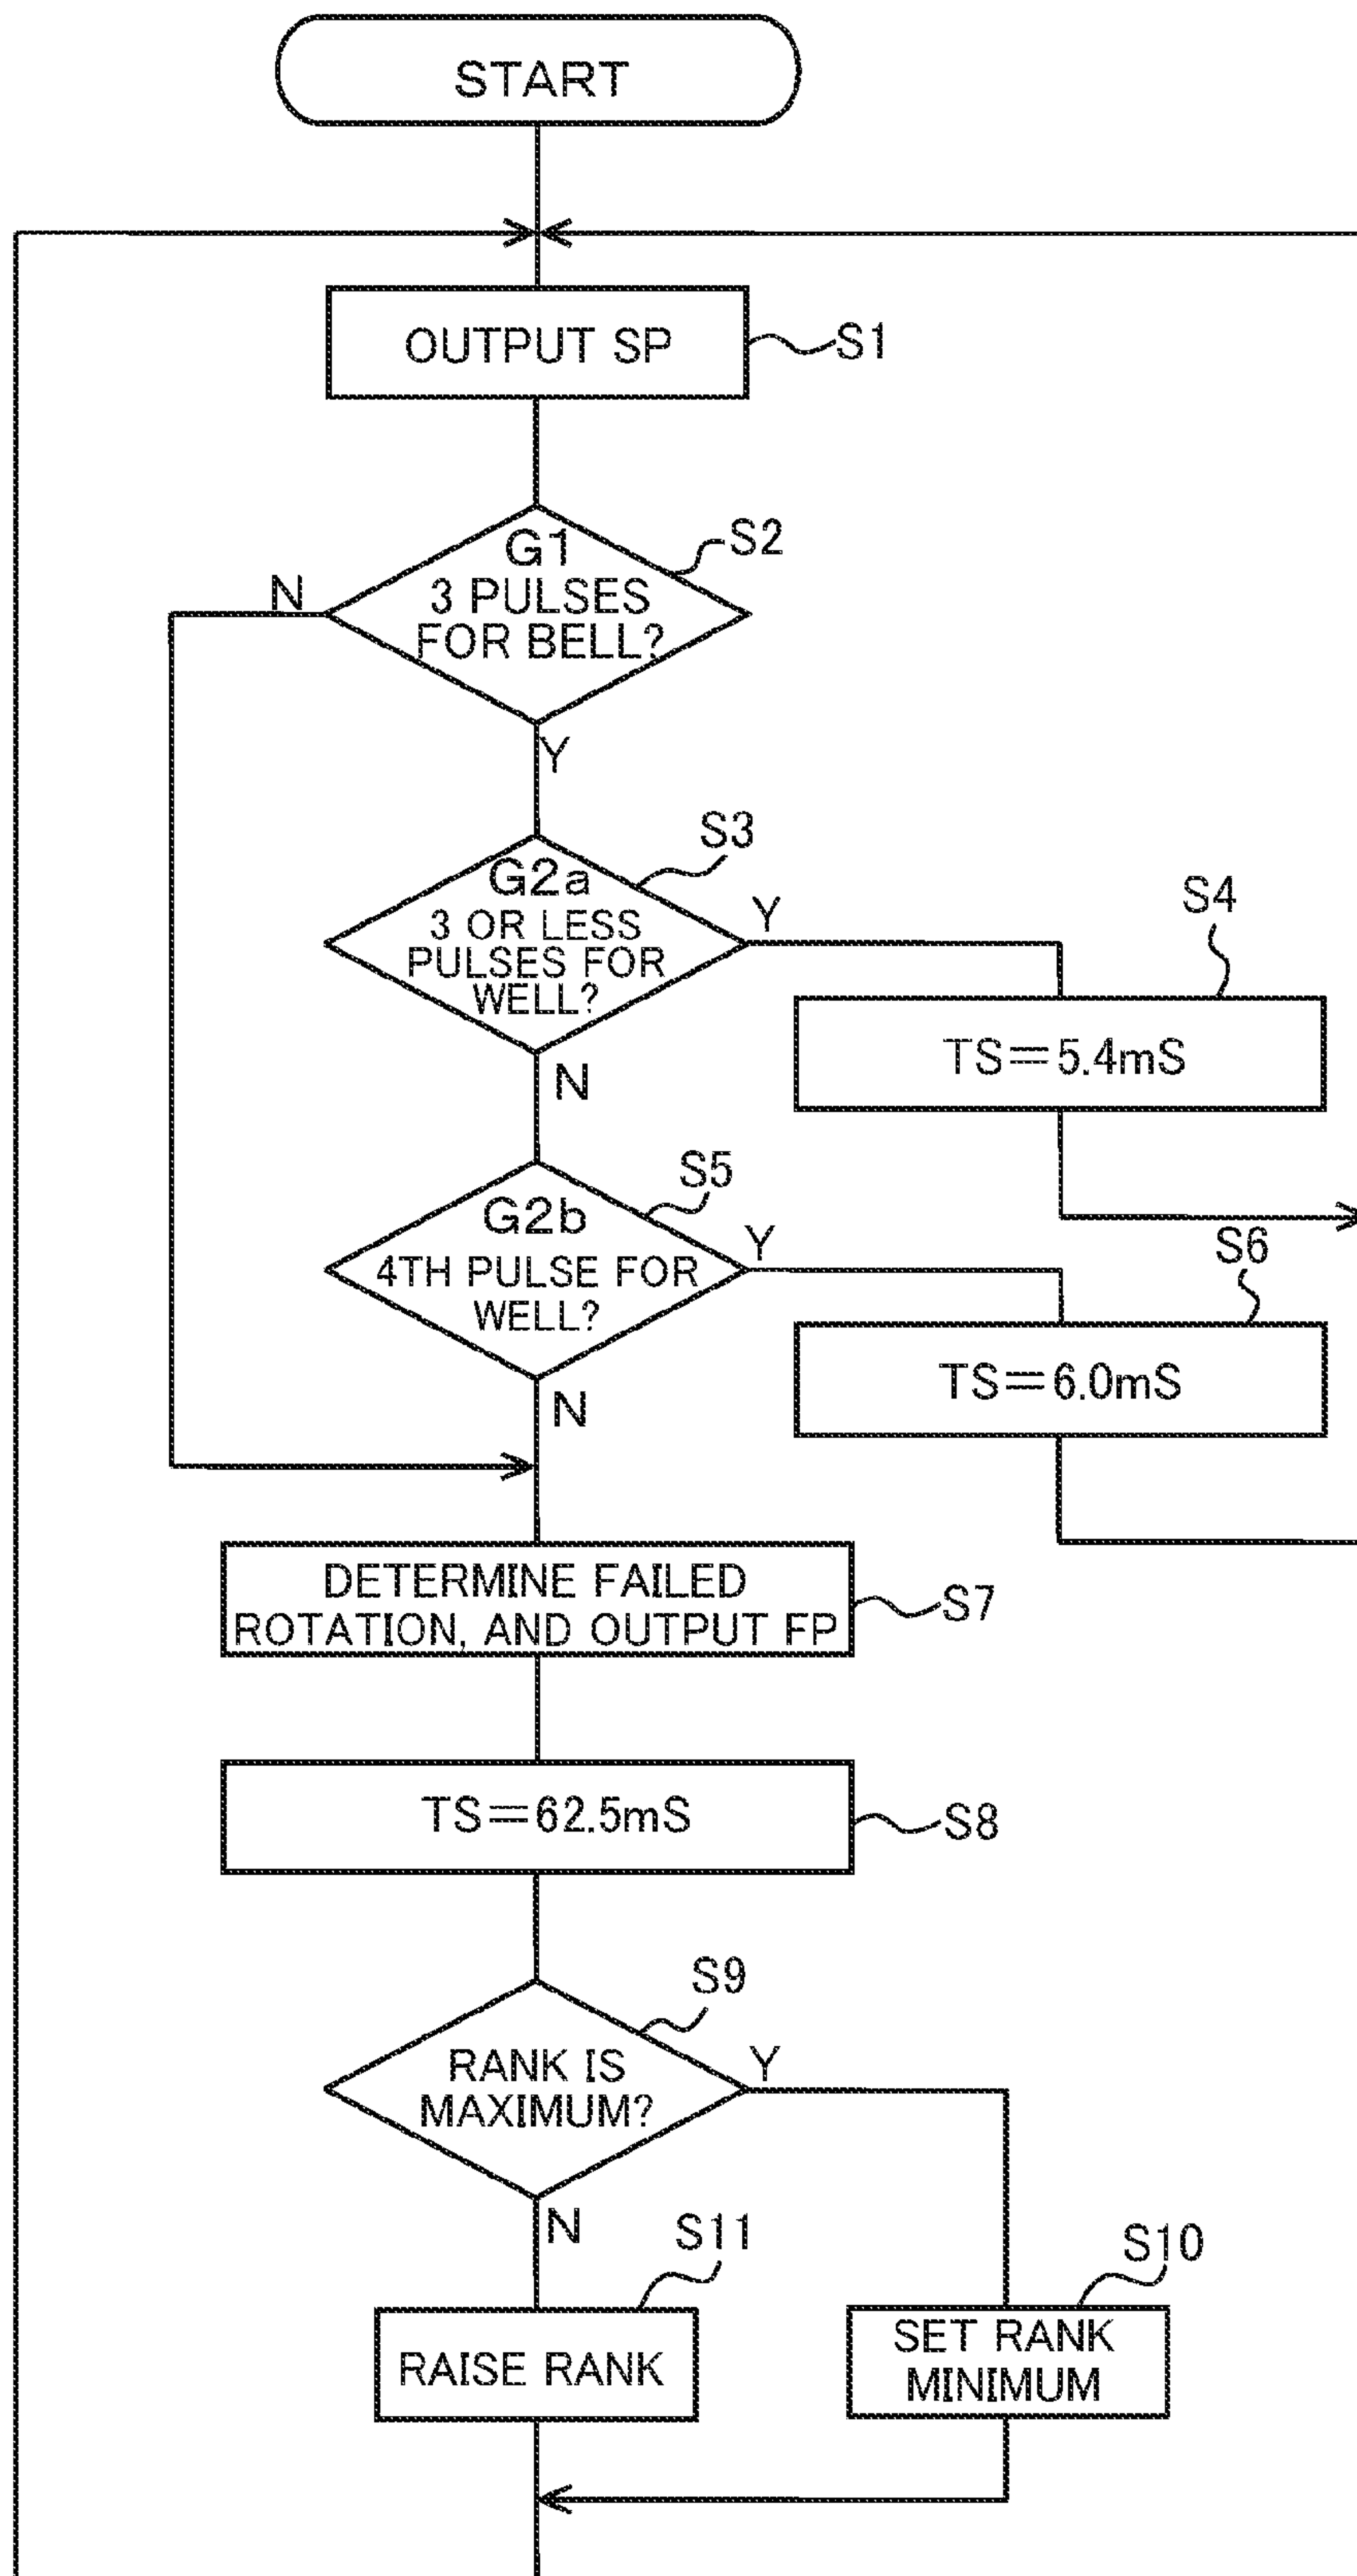 START
OUTPUT SP
S1
G1
3 PULSES
FOR BELL?
S2
N
Y
G2a
3 OR LESS
PULSES FOR
WELL?
S3
Y
N
S4
TS=5.4mS
G2b
4TH PULSE FOR
WELL?
S5
Y
N
S6
TS=6.0mS
DETERMINE FAILED
ROTATION, AND OUTPUT FP
S7
TS=62.5mS
S8
RANK IS
MAXIMUM?
S9
Y
N
S11
RAISE RANK
S10
SET RANK
MINIMUM